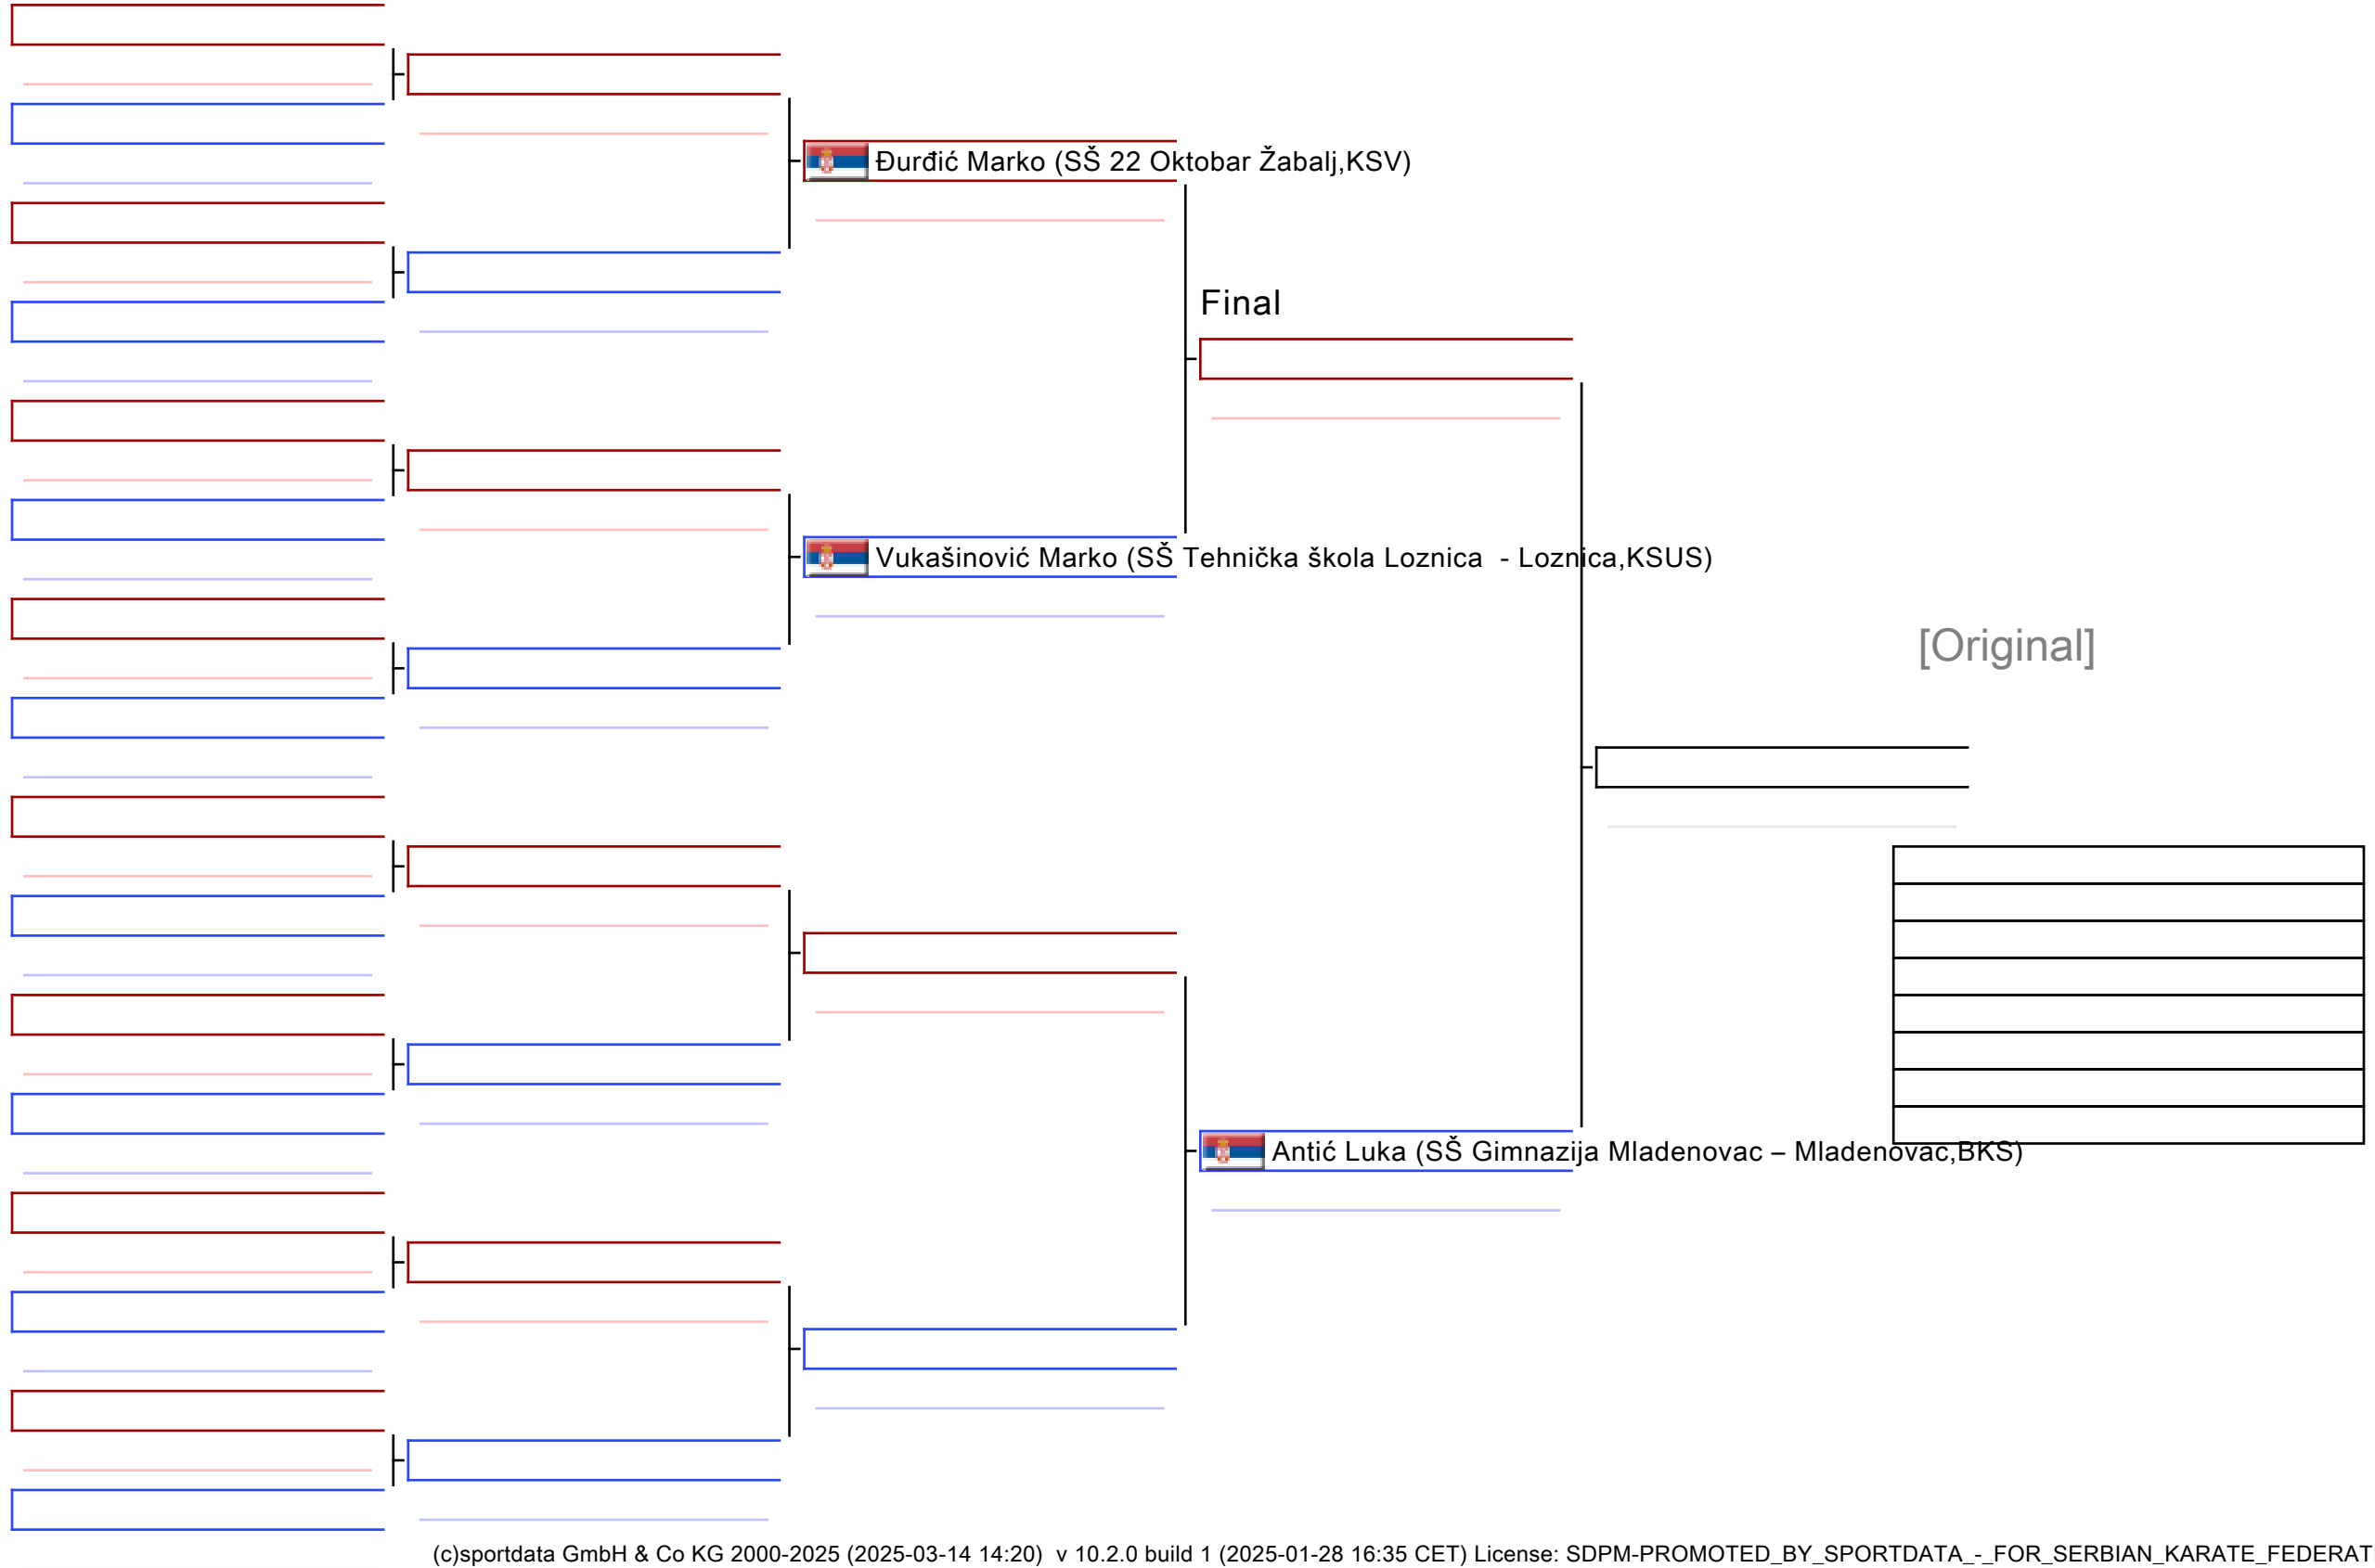 Đurđić Marko (SŠ 22 Oktobar Žabalj,KSV)
Final
Vukašinović Marko (SŠ Tehnička škola Loznica  - Loznica,KSUS)
[Original]
Antić Luka (SŠ Gimnazija Mladenovac – Mladenovac,BKS)
(c)sportdata GmbH & Co KG 2000-2025 (2025-03-14 14:20)  v 10.2.0 build 1 (2025-01-28 16:35 CET) License: SDPM-PROMOTED_BY_SPORTDATA_-_FOR_SERBIAN_KARATE_FEDERAT